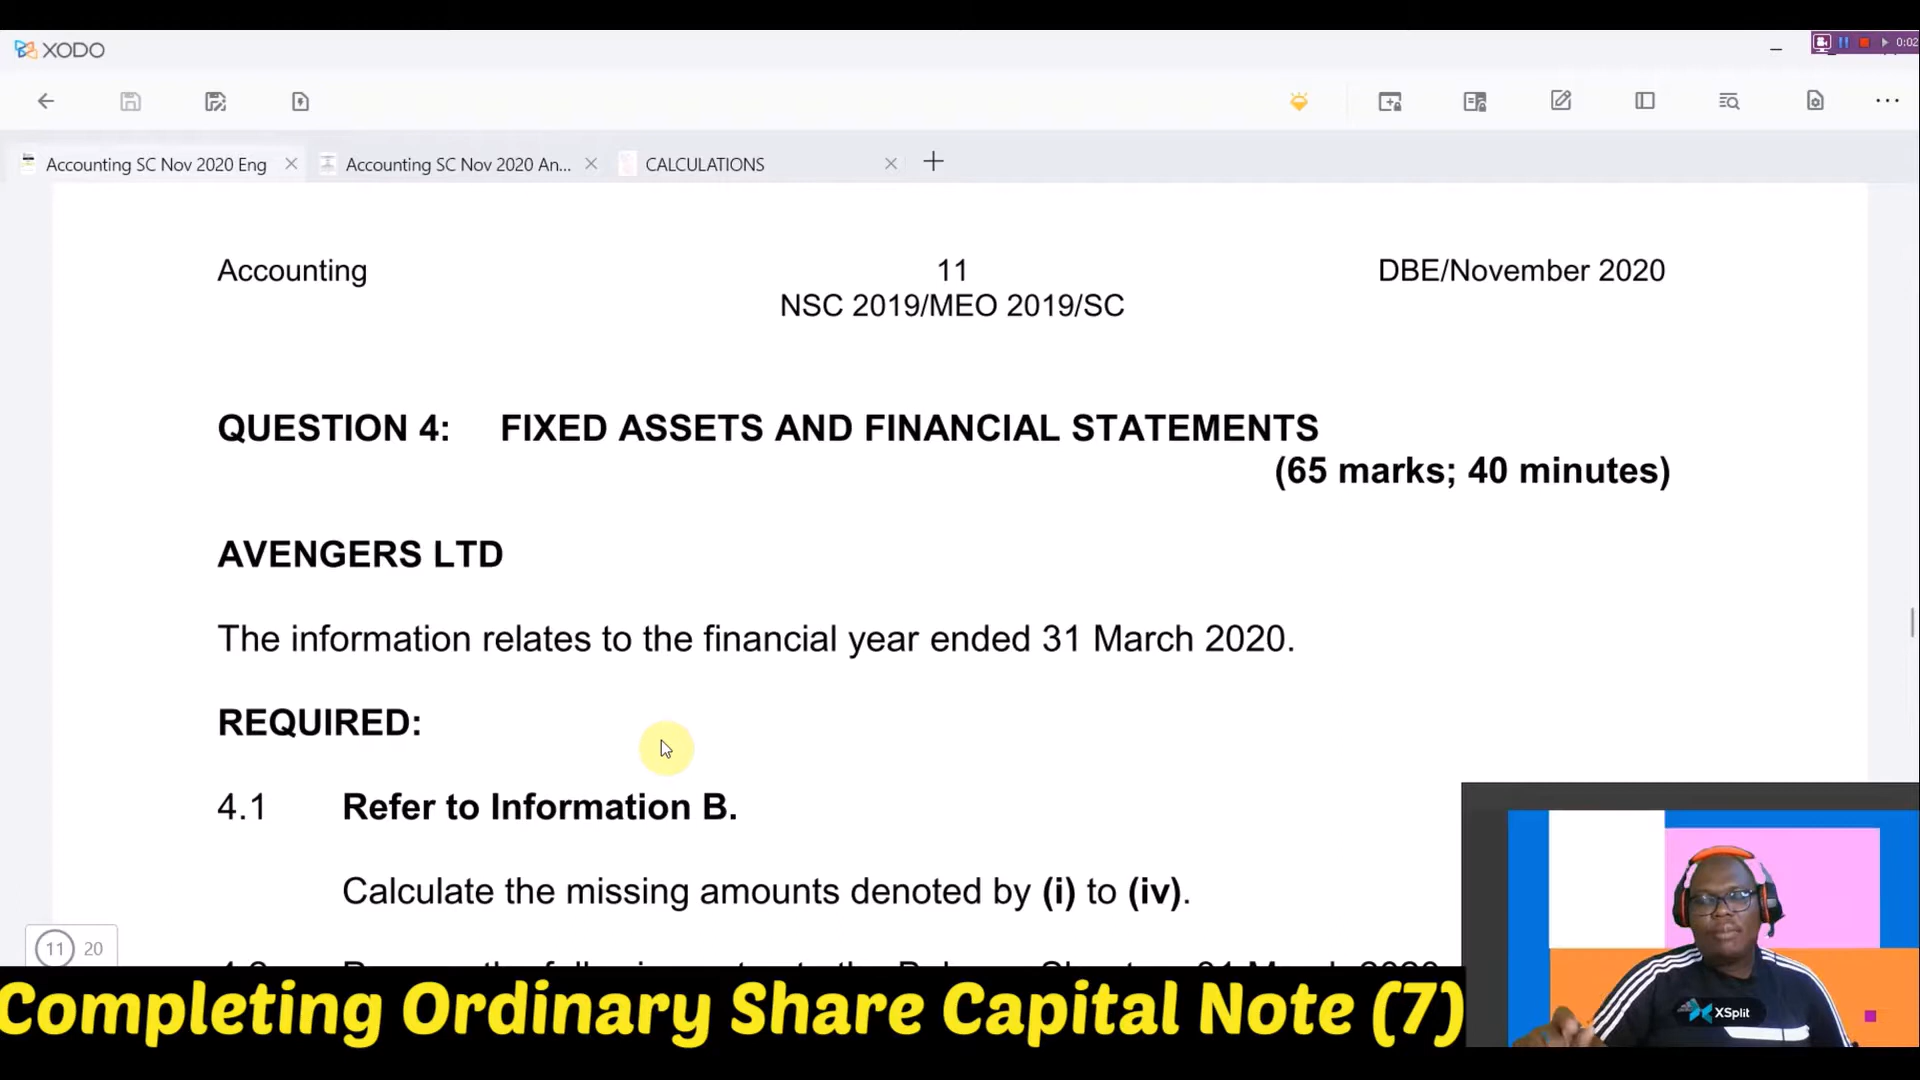 XODO
0:02
Accounting SC Nov 2020 Eng
Accounting SC Nov 2020 An...
CALCULATIONS
Accounting
11
DBE/November 2020
NSC 2019/MEO 2019/SC
QUESTION 4: FIXED ASSETS AND FINANCIAL STATEMENTS
(65 marks; 40 minutes)
AVENGERS LTD
The information relates to the financial year ended 31 March 2020.
REQUIRED:
4.1 Refer to Information B.
Calculate the missing amounts denoted by (i) to (iv).
11 20
Completing Ordinary Share Capital Note (7)
XSplit